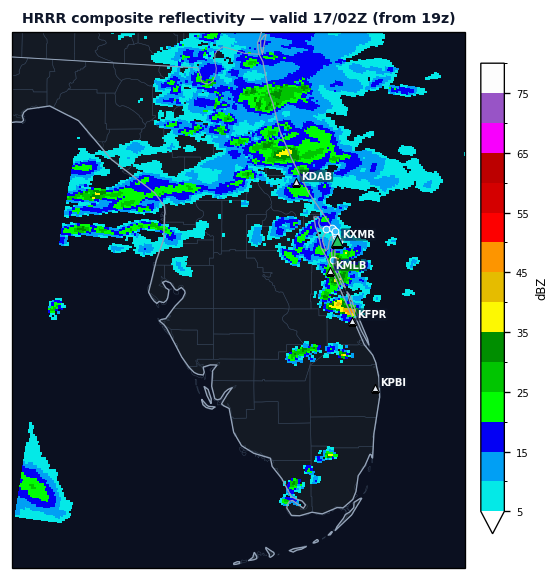 HRRR composite reflectivity — valid 17/02Z (from 19z)
KDAB
KXMR
KMLB
KFPR
KPBI
75
65
55
45
35
25
15
5
dBZ